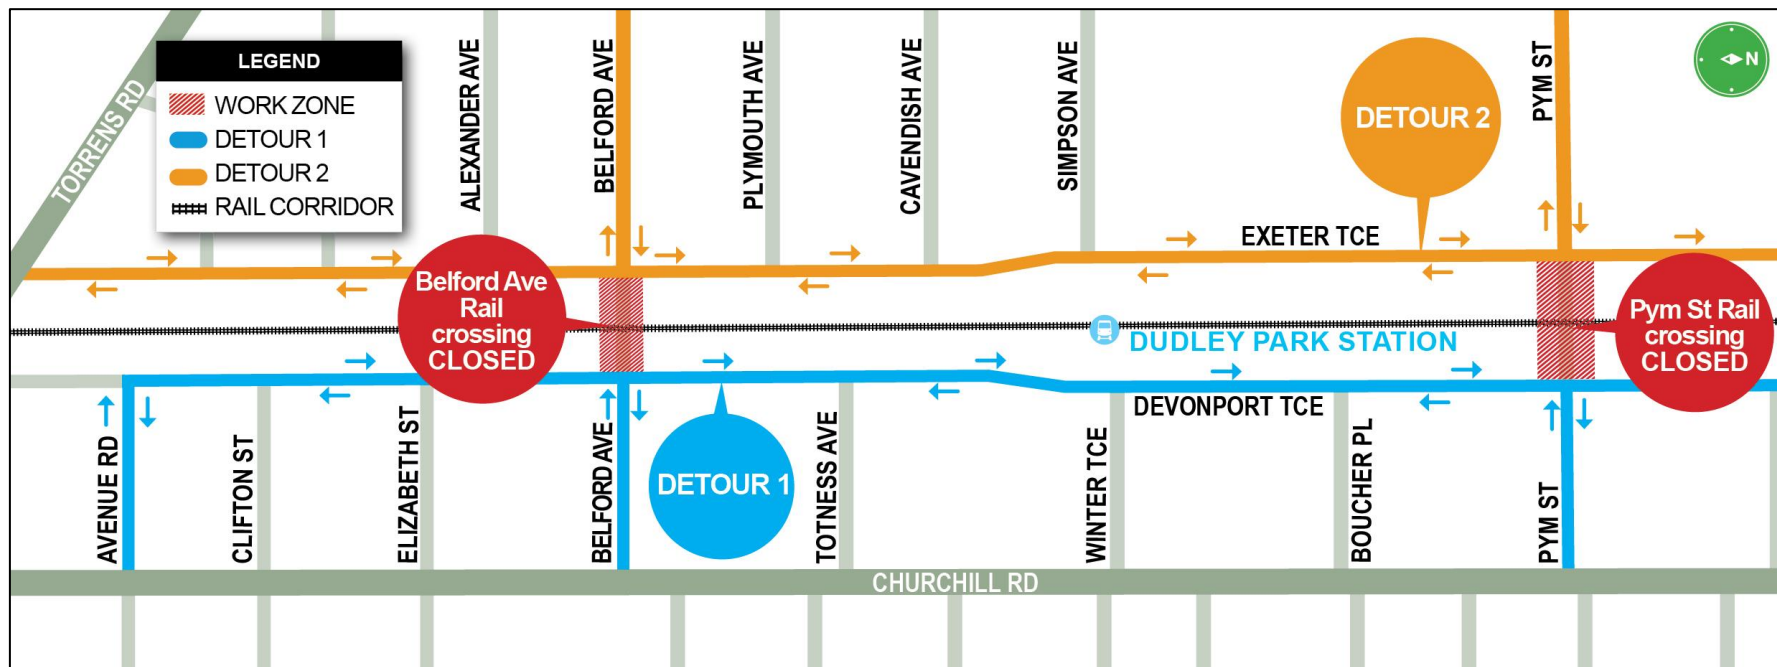 LEGEND
WORK ZONE
DETOUR 1
DETOUR 2
RAIL CORRIDOR
TORRENS RD
ALEXANDER AVE
BELFORD AVE
PLYMOUTH AVE
CAVENDISH AVE
SIMPSON AVE
DETOUR 2
PYM ST
N
EXETER TCE
Belford Ave
Rail
crossing
CLOSED
DUDLEY PARK STATION
Pym St Rail
crossing
CLOSED
DEVONPORT TCE
AVENUE RD
CLIFTON ST
ELIZABETH ST
BELFORD AVE
DETOUR 1
TOTNESS AVE
WINTER TCE
BOUCHER PL
PYM ST
CHURCHILL RD